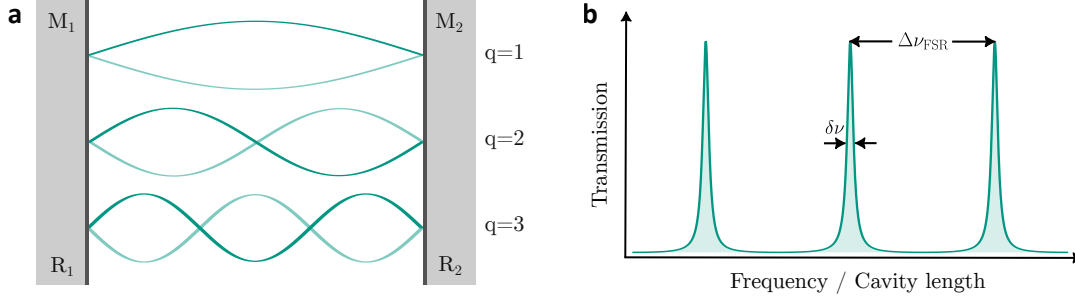 a
M₁
M₂
q=1
q=2
q=3
R₁
R₂
b
Transmission
Δν_FSR
δν
Frequency / Cavity length